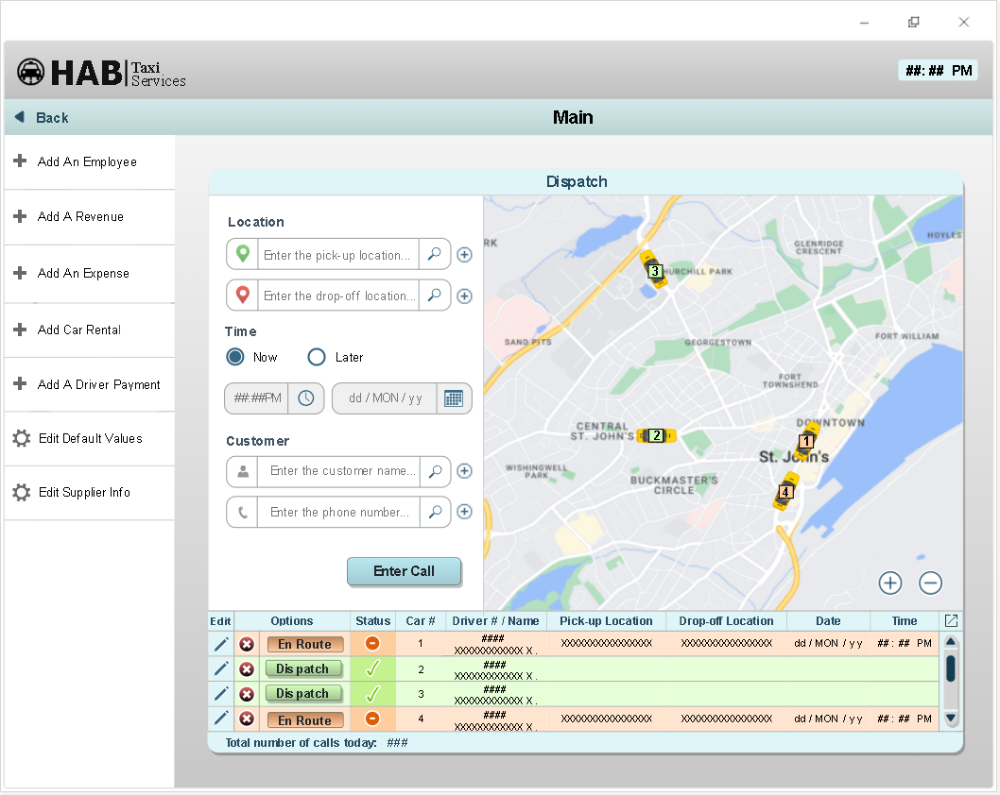 HAB
Taxi
Services
##: ## PM
Back
Main
Add An Employee
Add A Revenue
Add An Expense
Add Car Rental
Add A Driver Payment
Edit Default Values
Edit Supplier Info
Dispatch
Location
Enter the pick-up location...
Enter the drop-off location...
Time
Now
Later
##:##PM
dd / MON / yy
Customer
Enter the customer name...
Enter the phone number...
Enter Call
RK
HOYLES
GLENRIDGE
CRESCENT
3
HURCHILL PARK
SAND PITS
GEORGESTOWN
FORT WILLIAM
FORT
TOWNSHEND
CENTRAL
ST. JOHN'S
2
DOWNTOWN
1
St. John's
WISHINGWELL
PARK
BUCKMASTER'S
CIRCLE
4
Edit Options Status Car # Driver # / Name Pick-up Location Drop-off Location Date Time
En Route 1 #### XXXXXXXXXXXX X . XXXXXXXXXXXXXXXX XXXXXXXXXXXXXXXX dd / MON / yy ## : ## PM
Dispatch 2 #### XXXXXXXXXXXX X .
Dispatch 3 #### XXXXXXXXXXXX X .
En Route 4 #### XXXXXXXXXXXX X . XXXXXXXXXXXXXXXX XXXXXXXXXXXXXXXX dd / MON / yy ## : ## PM
Total number of calls today: ###